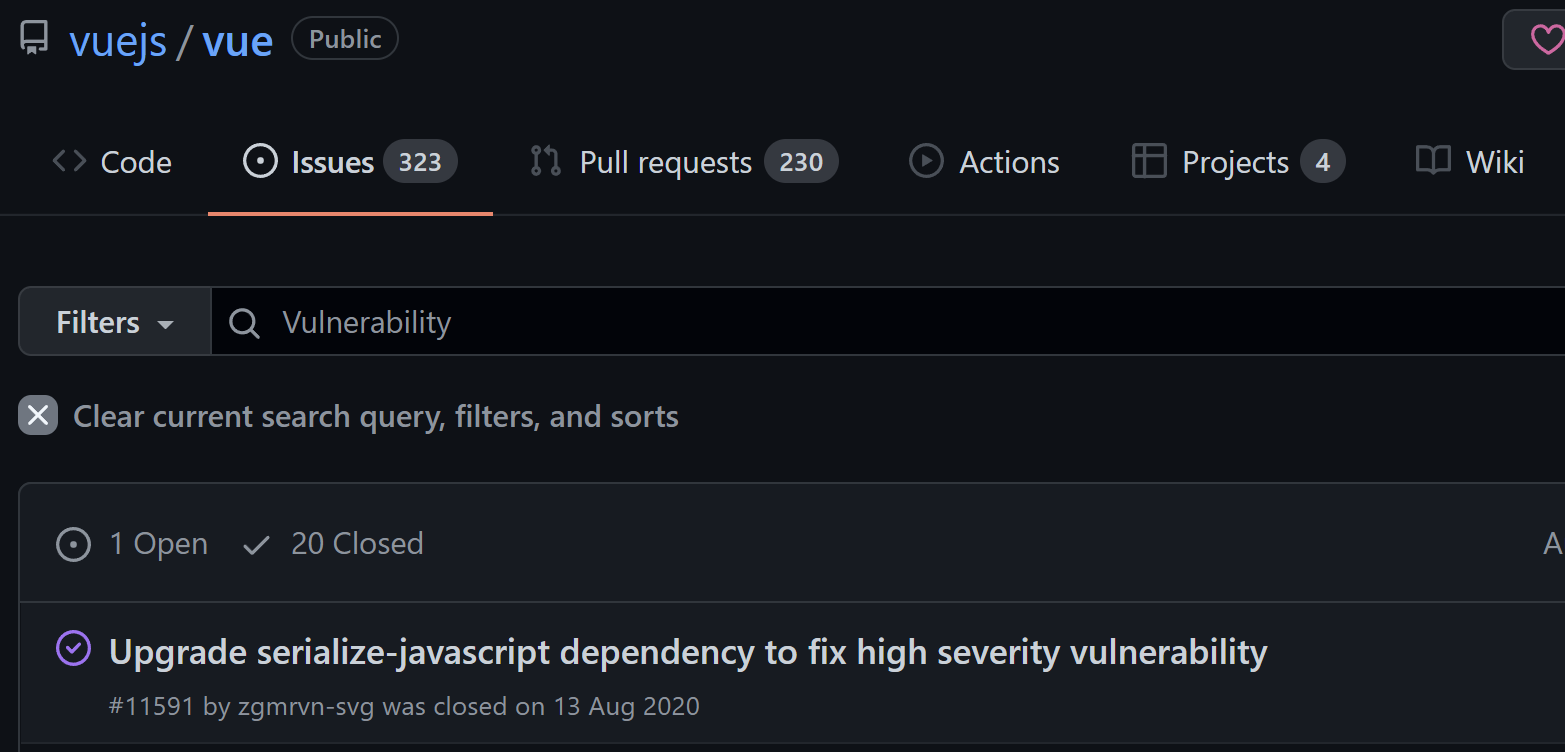 vuejs / vue Public
Code Issues 323 Pull requests 230 Actions Projects 4 Wiki
Filters Vulnerability
Clear current search query, filters, and sorts
1 Open 20 Closed A
Upgrade serialize-javascript dependency to fix high severity vulnerability
#11591 by zgmrvn-svg was closed on 13 Aug 2020